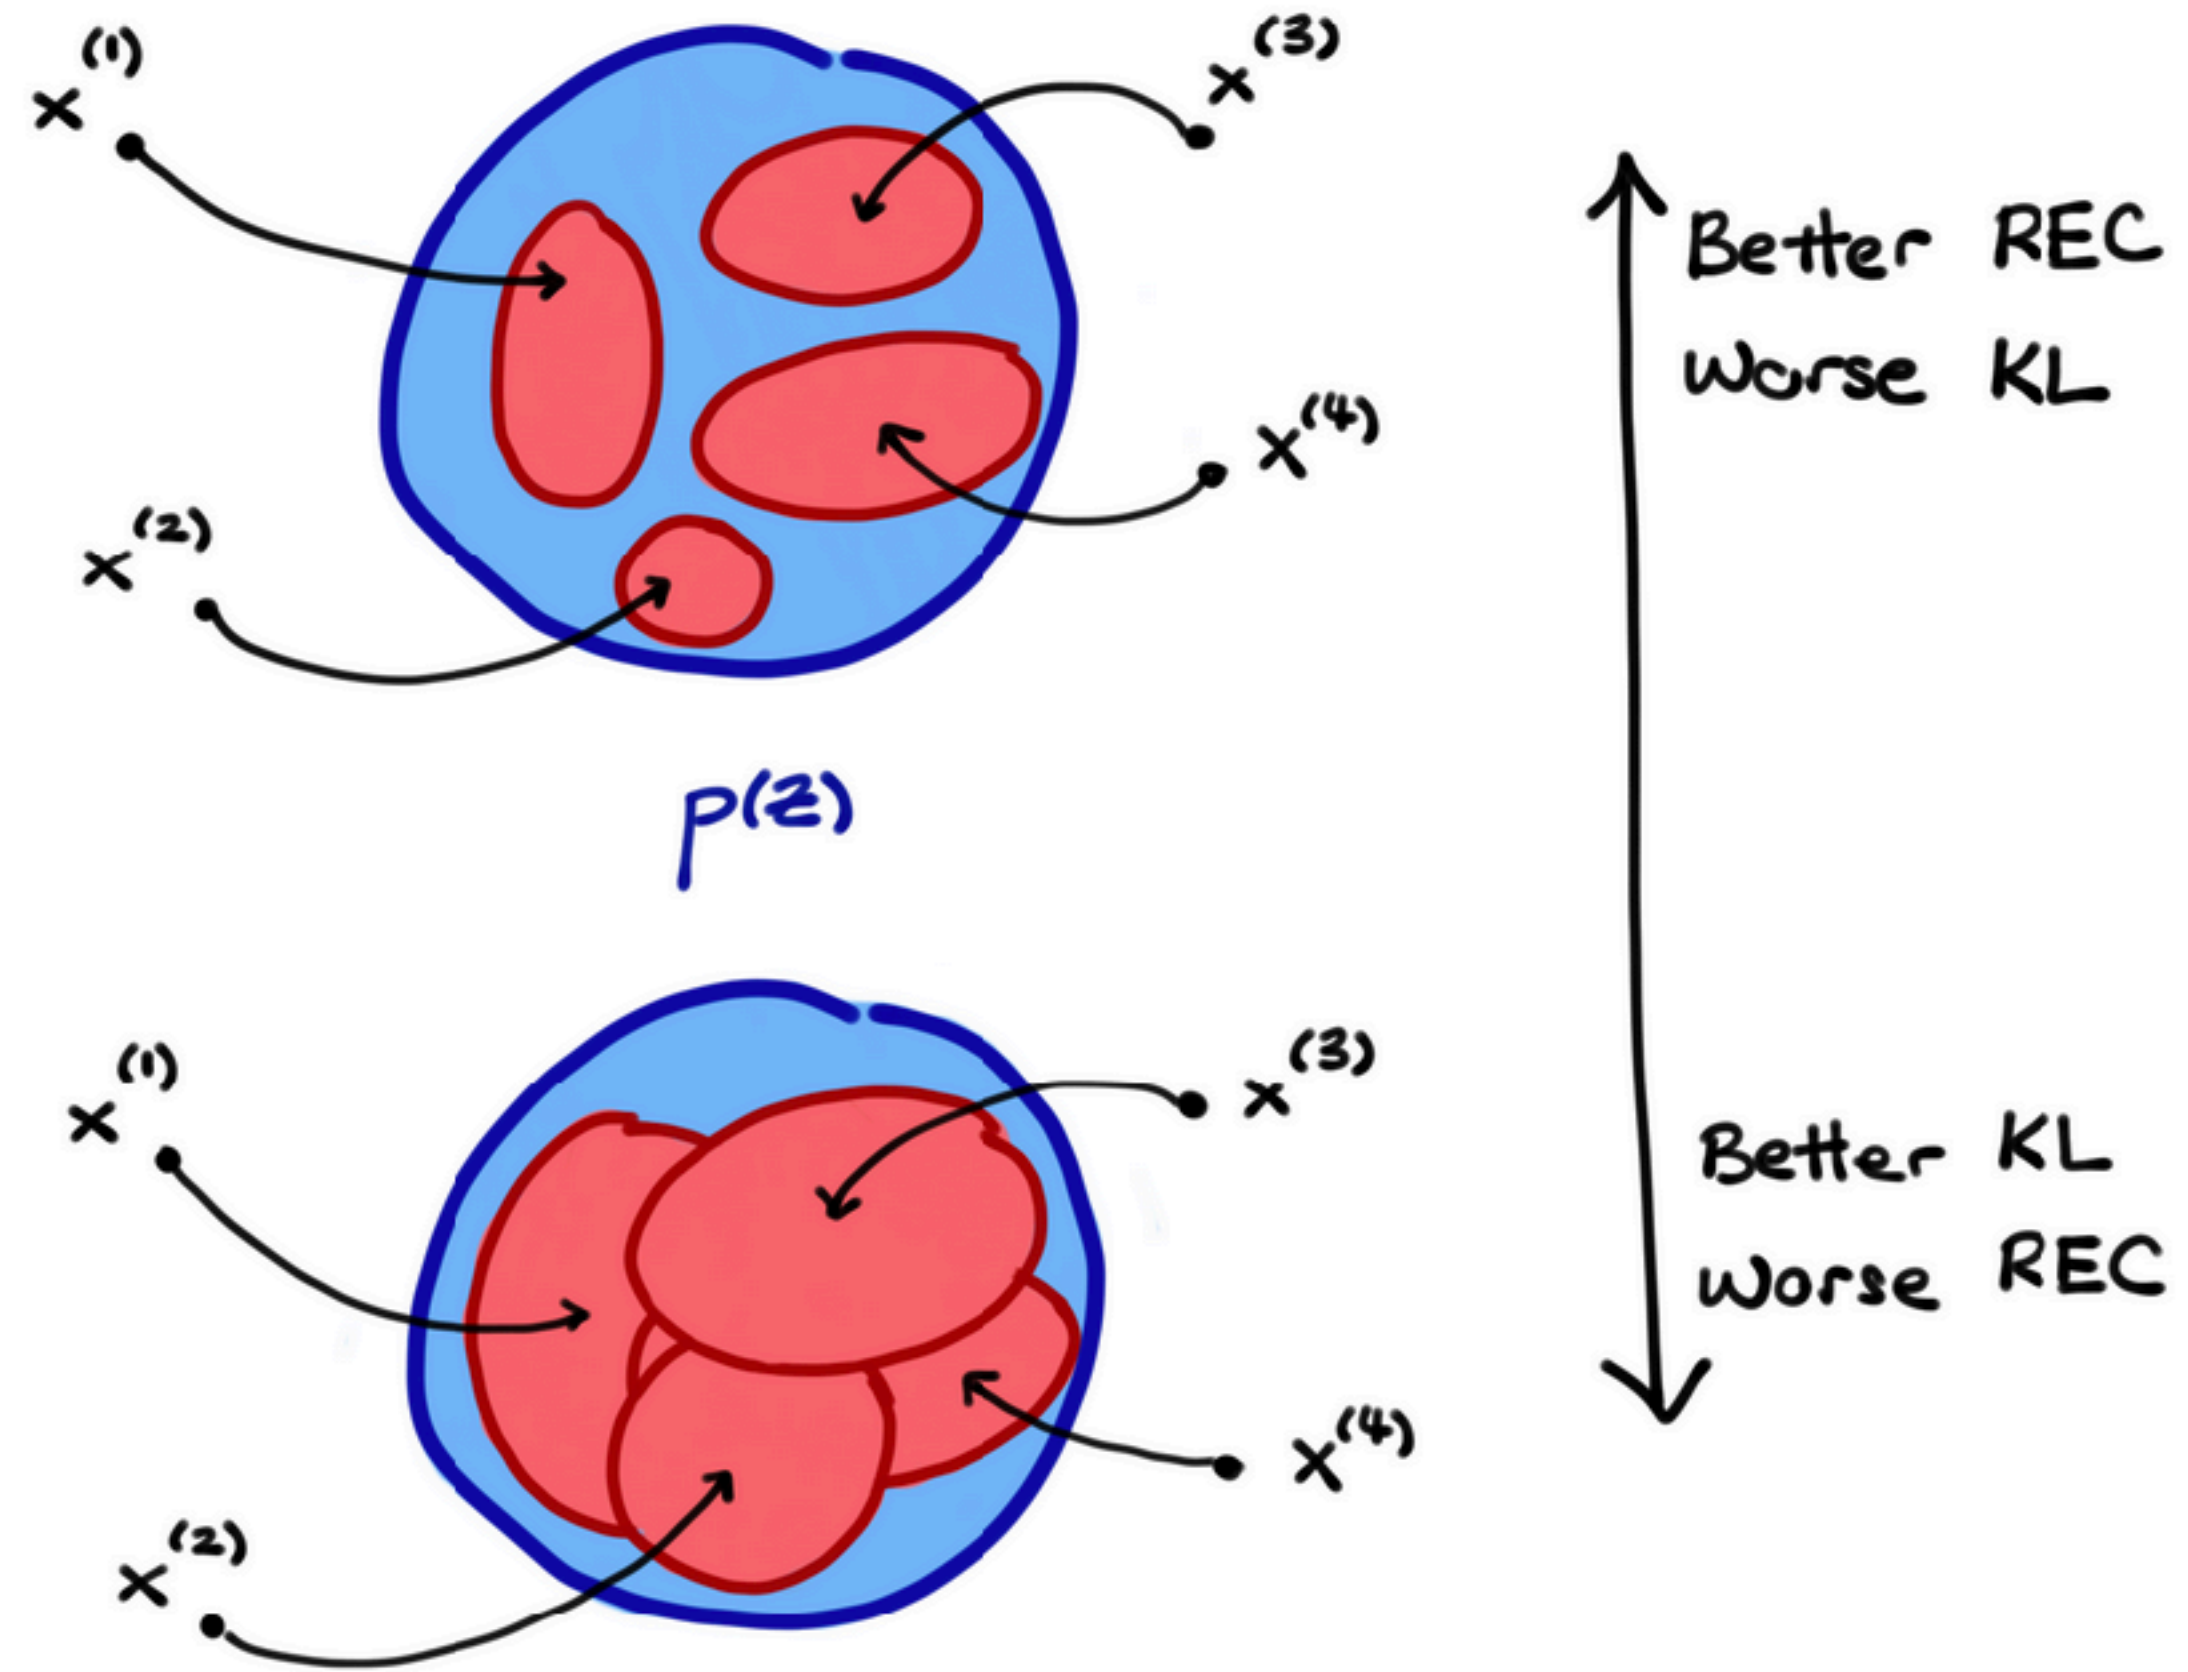 x^(1)
x^(3)
x^(4)
x^(2)
Better REC
Worse KL
p(z)
x^(1)
x^(3)
x^(4)
x^(2)
Better KL
Worse REC